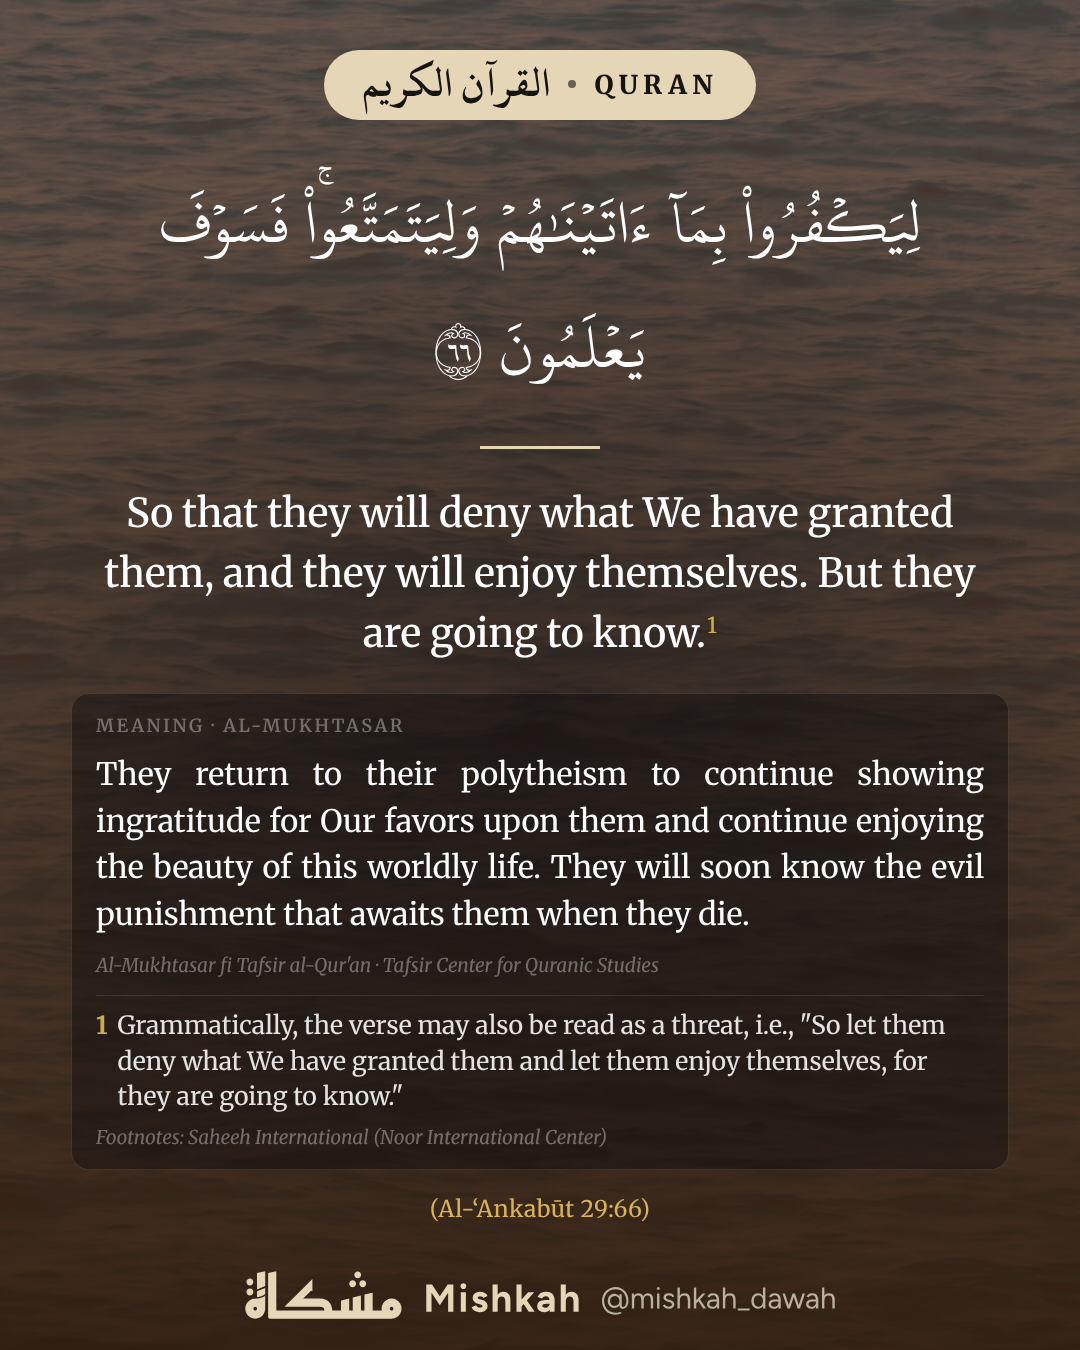 القرآن الكريم • QURAN
لِيَكۡفُرُواْ بِمَآ ءَاتَيۡنَٰهُمۡ وَلِيَتَمَتَّعُواْۚ فَسَوۡفَ
يَعۡلَمُونَ ٦٦
So that they will deny what We have granted
them, and they will enjoy themselves. But they
are going to know.1
MEANING · AL-MUKHTASAR
They return to their polytheism to continue showing
ingratitude for Our favors upon them and continue enjoying
the beauty of this worldly life. They will soon know the evil
punishment that awaits them when they die.
Al-Mukhtasar fi Tafsir al-Qur'an · Tafsir Center for Quranic Studies
1 Grammatically, the verse may also be read as a threat, i.e., "So let them
deny what We have granted them and let them enjoy themselves, for
they are going to know."
Footnotes: Saheeh International (Noor International Center)
(Al-‘Ankabūt 29:66)
مشكاة Mishkah @mishkah_dawah